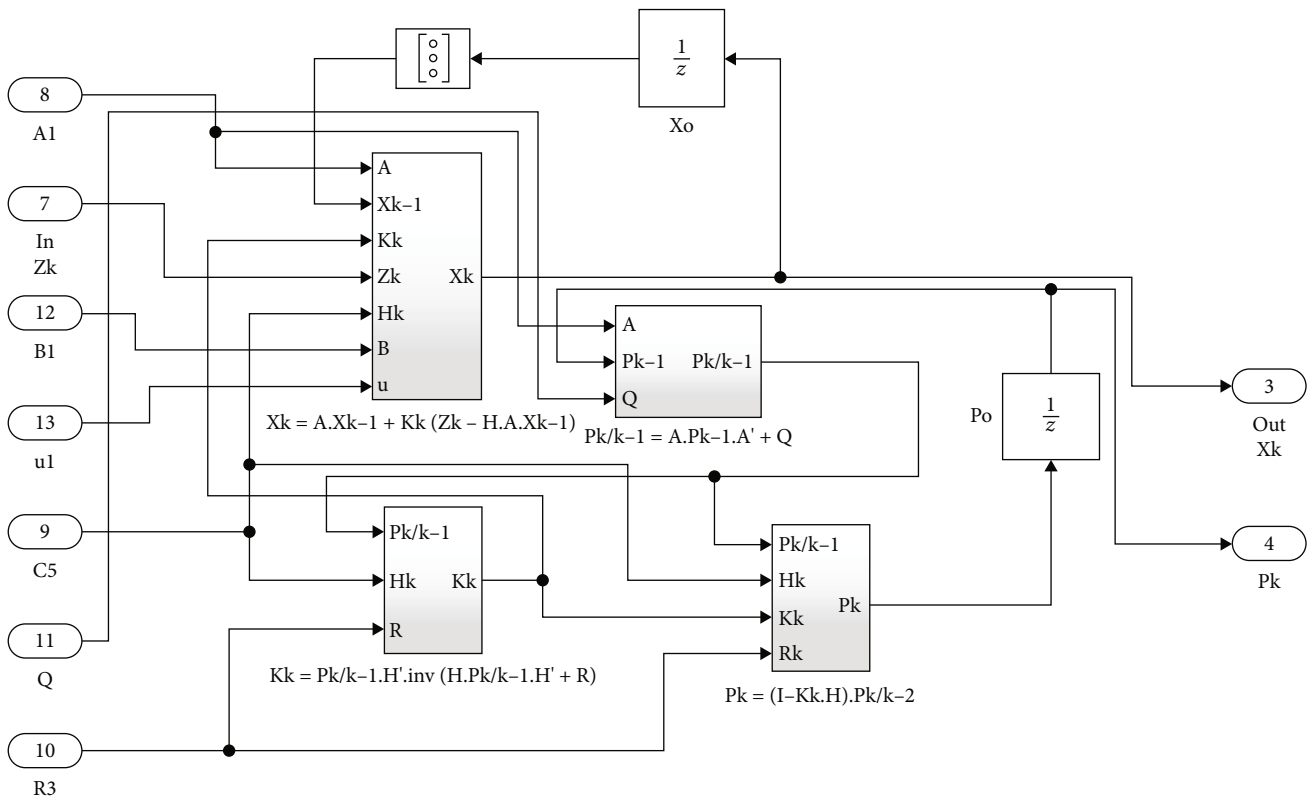 8
A1
7
In
Zk
12
B1
13
u1
9
C5
11
Q
10
R3
1
z
Xo
A
Xk–1
Kk
Zk
Hk
B
u
Xk
Xk = A.Xk–1 + Kk (Zk – H.A.Xk–1)
A
Pk–1
Q
Pk/k–1
Pk/k–1 = A.Pk–1.A' + Q
Po
1
z
3
Out
Xk
4
Pk
Pk/k–1
Hk
R
Kk
Kk = Pk/k–1.H'.inv (H.Pk/k–1.H' + R)
Pk/k–1
Hk
Kk
Rk
Pk
Pk = (I–Kk.H).Pk/k–2